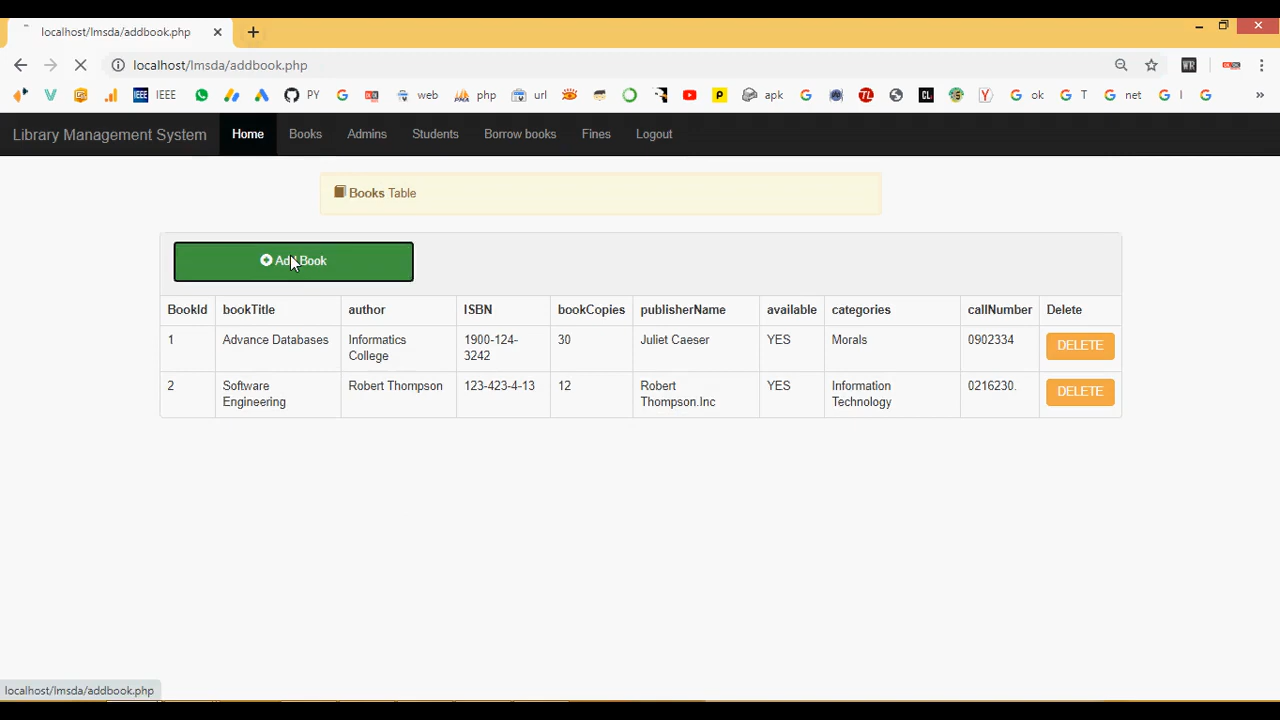 localhost/lmsda/addbook.php
localhost/lmsda/addbook.php
IEEE PY web php url apk ok T net I »
Library Management System Home Books Admins Students Borrow books Fines Logout
Books Table
Add Book
BookId bookTitle author ISBN bookCopies publisherName available categories callNumber Delete
1 Advance Databases Informatics 1900-124- 30 Juliet Caeser YES Morals 0902334 DELETE
College 3242
2 Software Robert Thompson 123-423-4-13 12 Robert YES Information 0216230. DELETE
Engineering Thompson.Inc Technology
localhost/lmsda/addbook.php